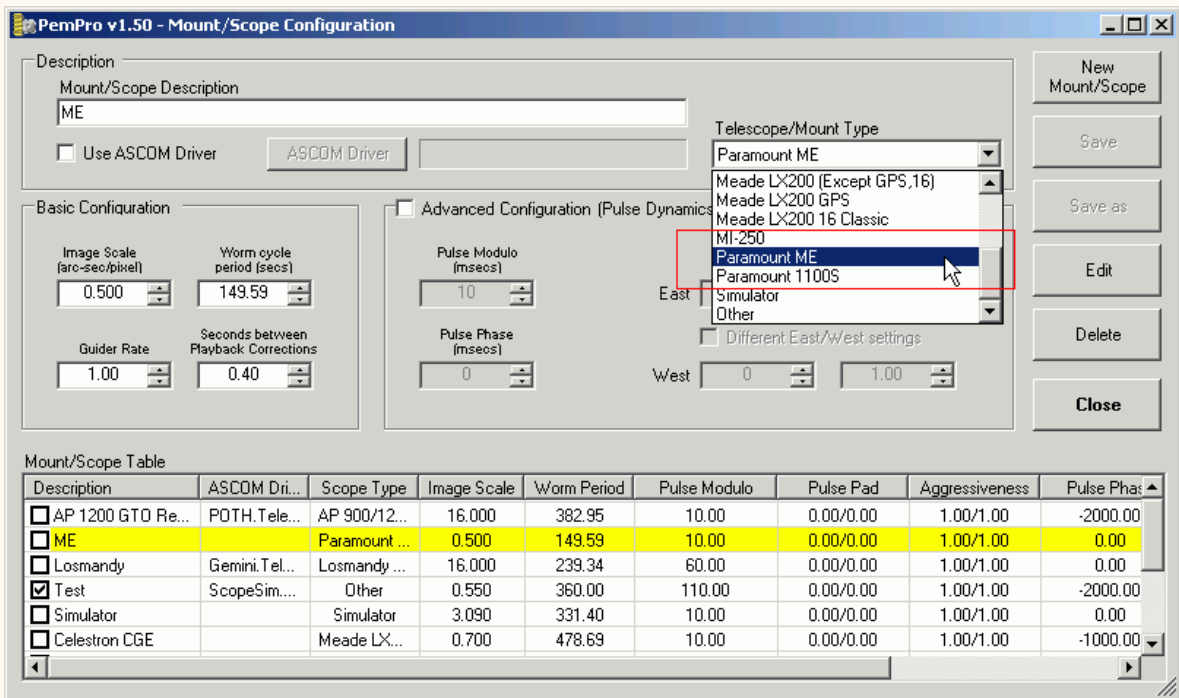 PemPro v1.50 - Mount/Scope Configuration
Description
Mount/Scope Description
ME
Use ASCOM Driver
ASCOM Driver
Telescope/Mount Type
Paramount ME
Meade LX200 (Except GPS,16)
Meade LX200 GPS
Meade LX200 16 Classic
MI-250
Paramount ME
Paramount 1100S
Simulator
Other
New
Mount/Scope
Save
Save as
Edit
Delete
Close
Basic Configuration
Image Scale
(arc-sec/pixel)
0.500
Worm cycle
period (secs)
149.59
Guider Rate
1.00
Seconds between
Playback Corrections
0.40
Advanced Configuration (Pulse Dynamics
Pulse Modulo
(msecs)
10
Pulse Phase
(msecs)
0
East
Different East/West settings
West 0 1.00
Mount/Scope Table
Description ASCOM Dri... Scope Type Image Scale Worm Period Pulse Modulo Pulse Pad Aggressiveness Pulse Phas
AP 1200 GTO Re... POTH.Tele... AP 900/12... 16.000 382.95 10.00 0.00/0.00 1.00/1.00 -2000.00
ME Paramount ... 0.500 149.59 10.00 0.00/0.00 1.00/1.00 0.00
Losmandy Gemini.Tel... Losmandy ... 16.000 239.34 60.00 0.00/0.00 1.00/1.00 0.00
Test ScopeSim.... Other 0.550 360.00 110.00 0.00/0.00 1.00/1.00 -2000.00
Simulator Simulator 3.090 331.40 10.00 0.00/0.00 1.00/1.00 0.00
Celestron CGE Meade LX... 0.700 478.69 10.00 0.00/0.00 1.00/1.00 -1000.00